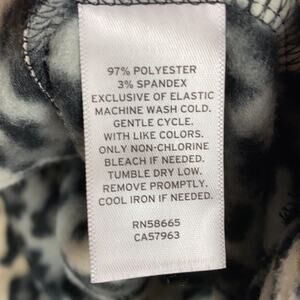 97% POLYESTER
3% SPANDEX
EXCLUSIVE OF ELASTIC
MACHINE WASH COLD.
GENTLE CYCLE.
WITH LIKE COLORS.
ONLY NON-CHLORINE
BLEACH IF NEEDED.
TUMBLE DRY LOW.
REMOVE PROMPTLY.
COOL IRON IF NEEDED.
RN58665
CA57963